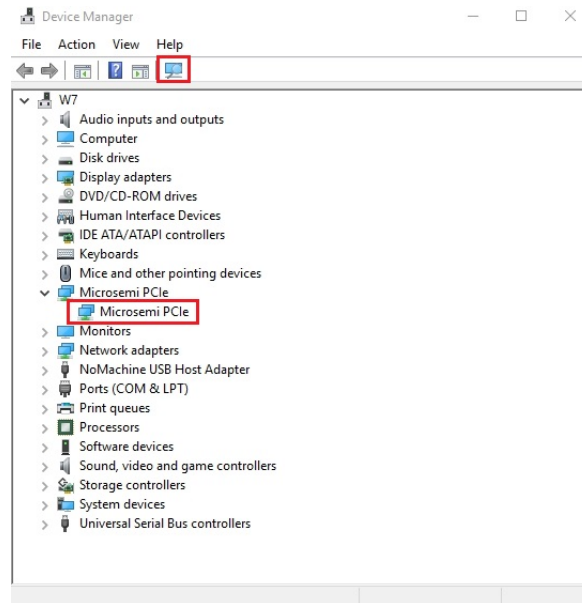 Device Manager
File Action View Help
W7
Audio inputs and outputs
Computer
Disk drives
Display adapters
DVD/CD-ROM drives
Human Interface Devices
IDE ATA/ATAPI controllers
Keyboards
Mice and other pointing devices
Microsemi PCIe
Microsemi PCIe
Monitors
Network adapters
NoMachine USB Host Adapter
Ports (COM & LPT)
Print queues
Processors
Software devices
Sound, video and game controllers
Storage controllers
System devices
Universal Serial Bus controllers